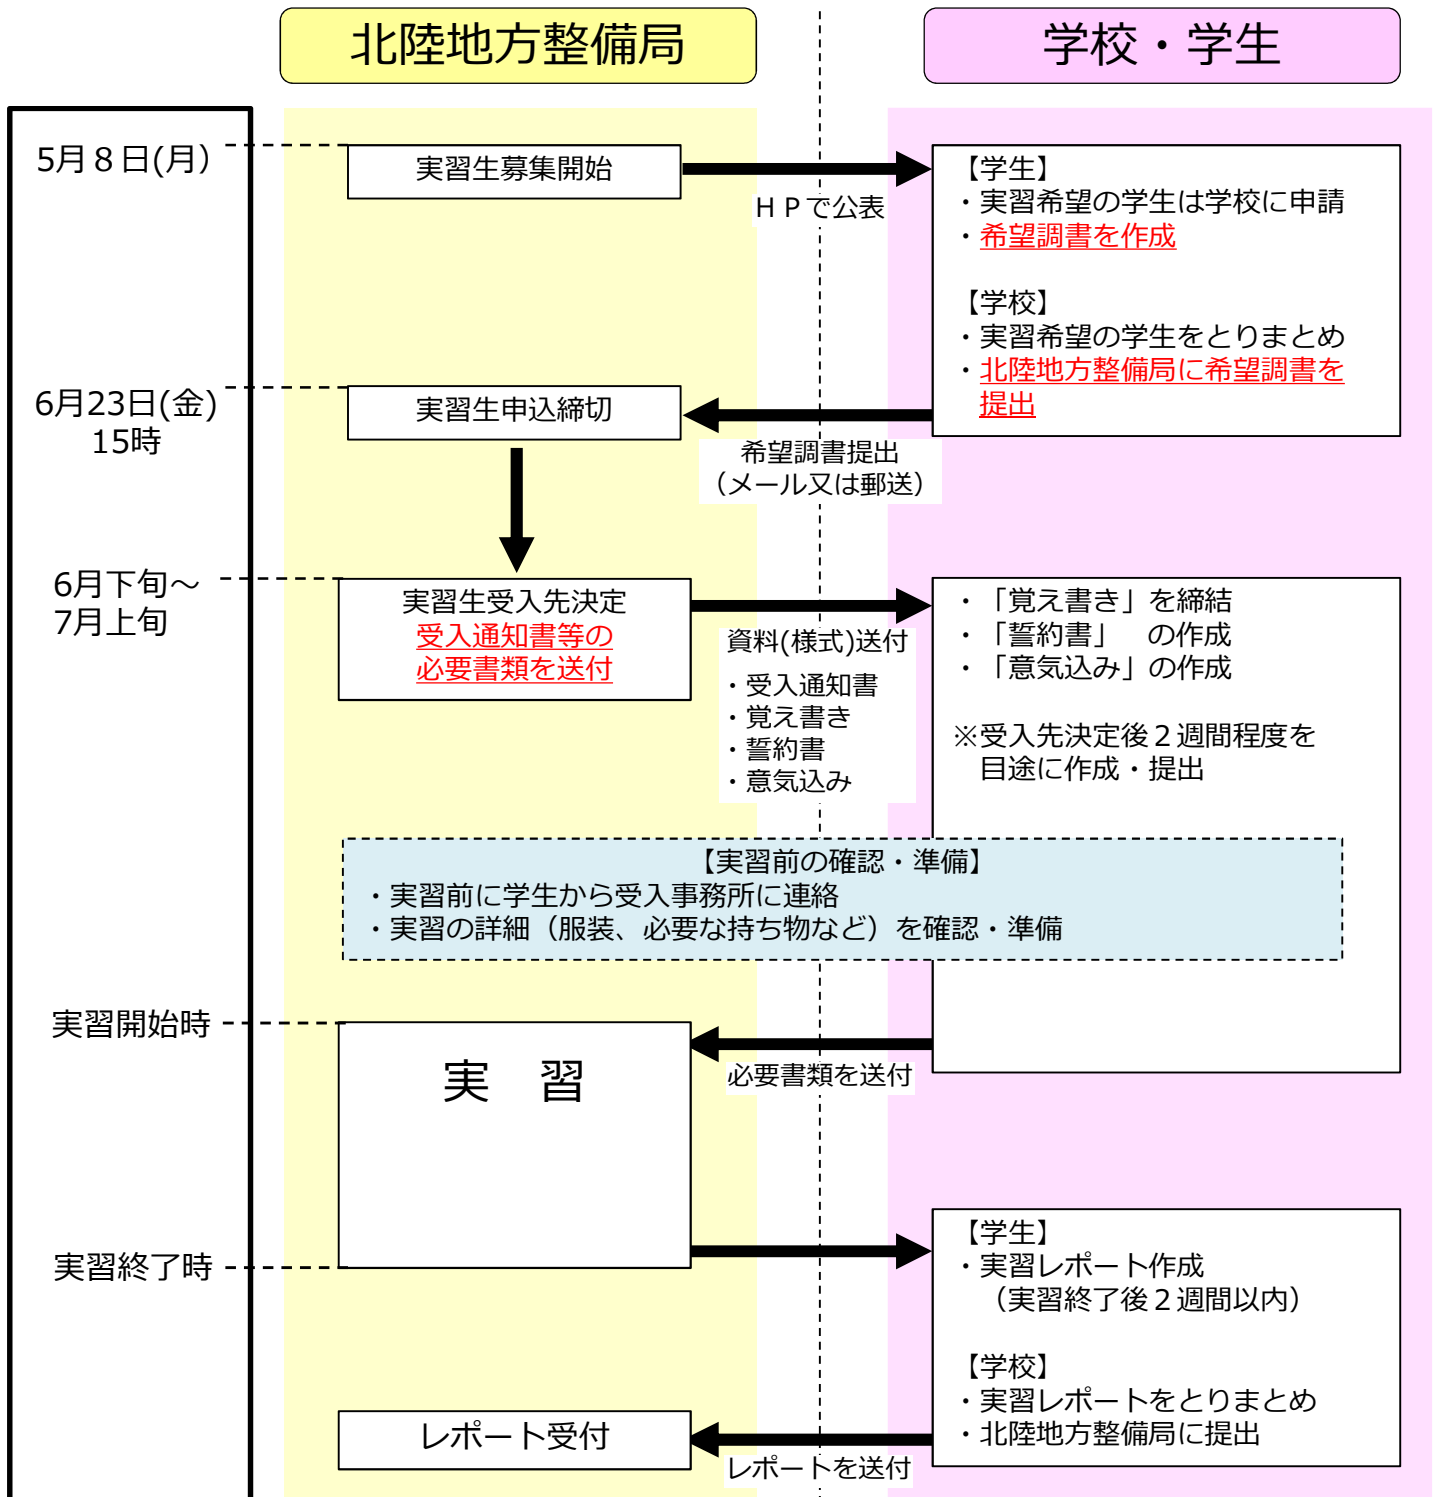 北陸地方整備局
学校・学生
5月８日(月)
実習生募集開始
ＨＰで公表
【学生】
・実習希望の学生は学校に申請
・希望調書を作成
【学校】
・実習希望の学生をとりまとめ
・北陸地方整備局に希望調書を
提出
6月23日(金)
15時
実習生申込締切
希望調書提出
（メール又は郵送）
6月下旬～
7月上旬
実習生受入先決定
受入通知書等の
必要書類を送付
資料(様式)送付
・受入通知書
・覚え書き
・誓約書
・意気込み
・「覚え書き」を締結
・「誓約書」 の作成
・「意気込み」の作成
※受入先決定後２週間程度を
目途に作成・提出
【実習前の確認・準備】
・実習前に学生から受入事務所に連絡
・実習の詳細（服装、必要な持ち物など）を確認・準備
実習開始時
実　習
必要書類を送付
実習終了時
【学生】
・実習レポート作成
（実習終了後２週間以内）
【学校】
・実習レポートをとりまとめ
・北陸地方整備局に提出
レポート受付
レポートを送付